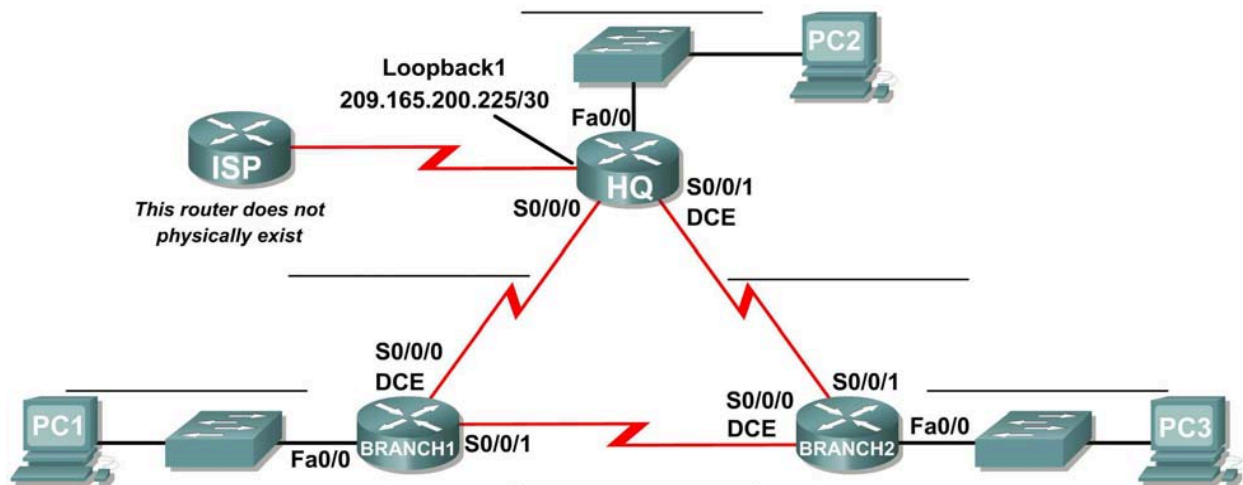 PC2
Loopback1
209.165.200.225/30
Fa0/0
ISP
HQ
S0/0/1
DCE
This router does not
physically exist
S0/0/0
S0/0/0
DCE
S0/0/1
S0/0/0
DCE
PC1
Fa0/0
BRANCH1
S0/0/1
BRANCH2
Fa0/0
PC3